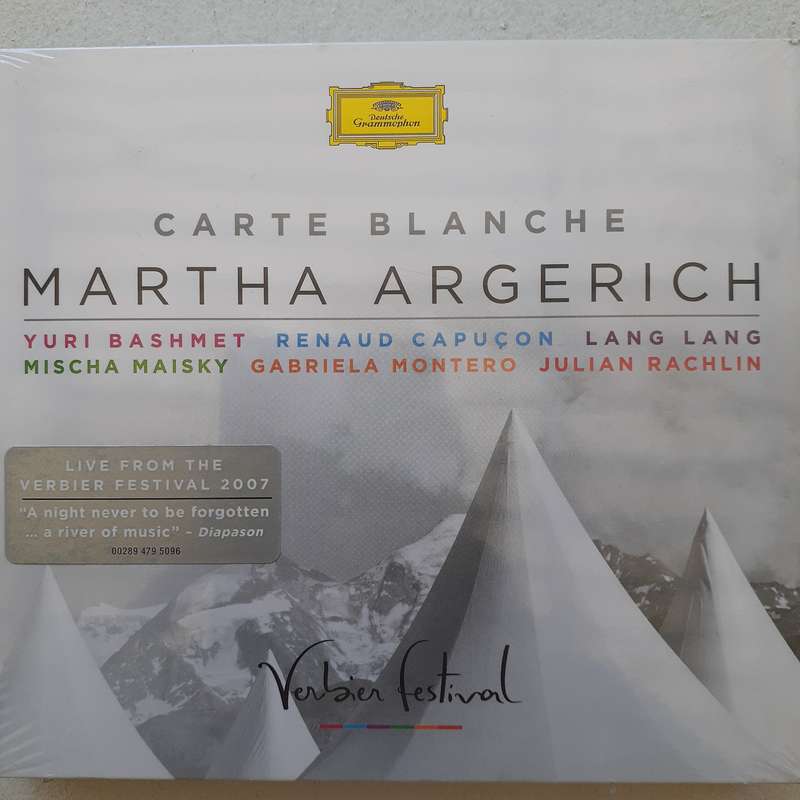 Deutsche
Grammophon
CARTE BLANCHE
MARTHA ARGERICH
YURI BASHMET RENAUD CAPUÇON LANG LANG
MISCHA MAISKY GABRIELA MONTERO JULIAN RACHLIN
LIVE FROM THE
VERBIER FESTIVAL 2007
“A night never to be forgotten
... a river of music” – Diapason
00289 479 5096
Verbier Festival